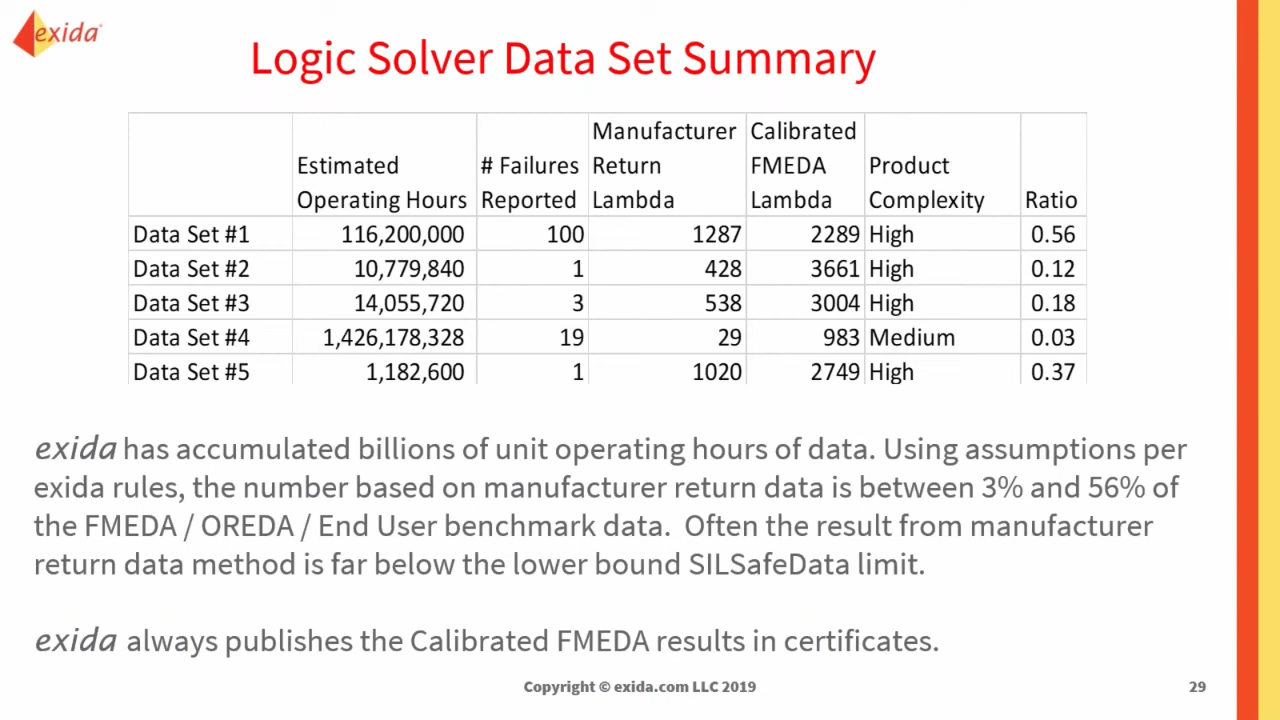 exida
Logic Solver Data Set Summary
Estimated Operating Hours # Failures Reported Manufacturer Return Lambda Calibrated FMEDA Lambda Product Complexity Ratio
Data Set #1 116,200,000 100 1287 2289 High 0.56
Data Set #2 10,779,840 1 428 3661 High 0.12
Data Set #3 14,055,720 3 538 3004 High 0.18
Data Set #4 1,426,178,328 19 29 983 Medium 0.03
Data Set #5 1,182,600 1 1020 2749 High 0.37
exida has accumulated billions of unit operating hours of data. Using assumptions per
exida rules, the number based on manufacturer return data is between 3% and 56% of
the FMEDA / OREDA / End User benchmark data. Often the result from manufacturer
return data method is far below the lower bound SILSafeData limit.
exida always publishes the Calibrated FMEDA results in certificates.
Copyright © exida.com LLC 2019
29